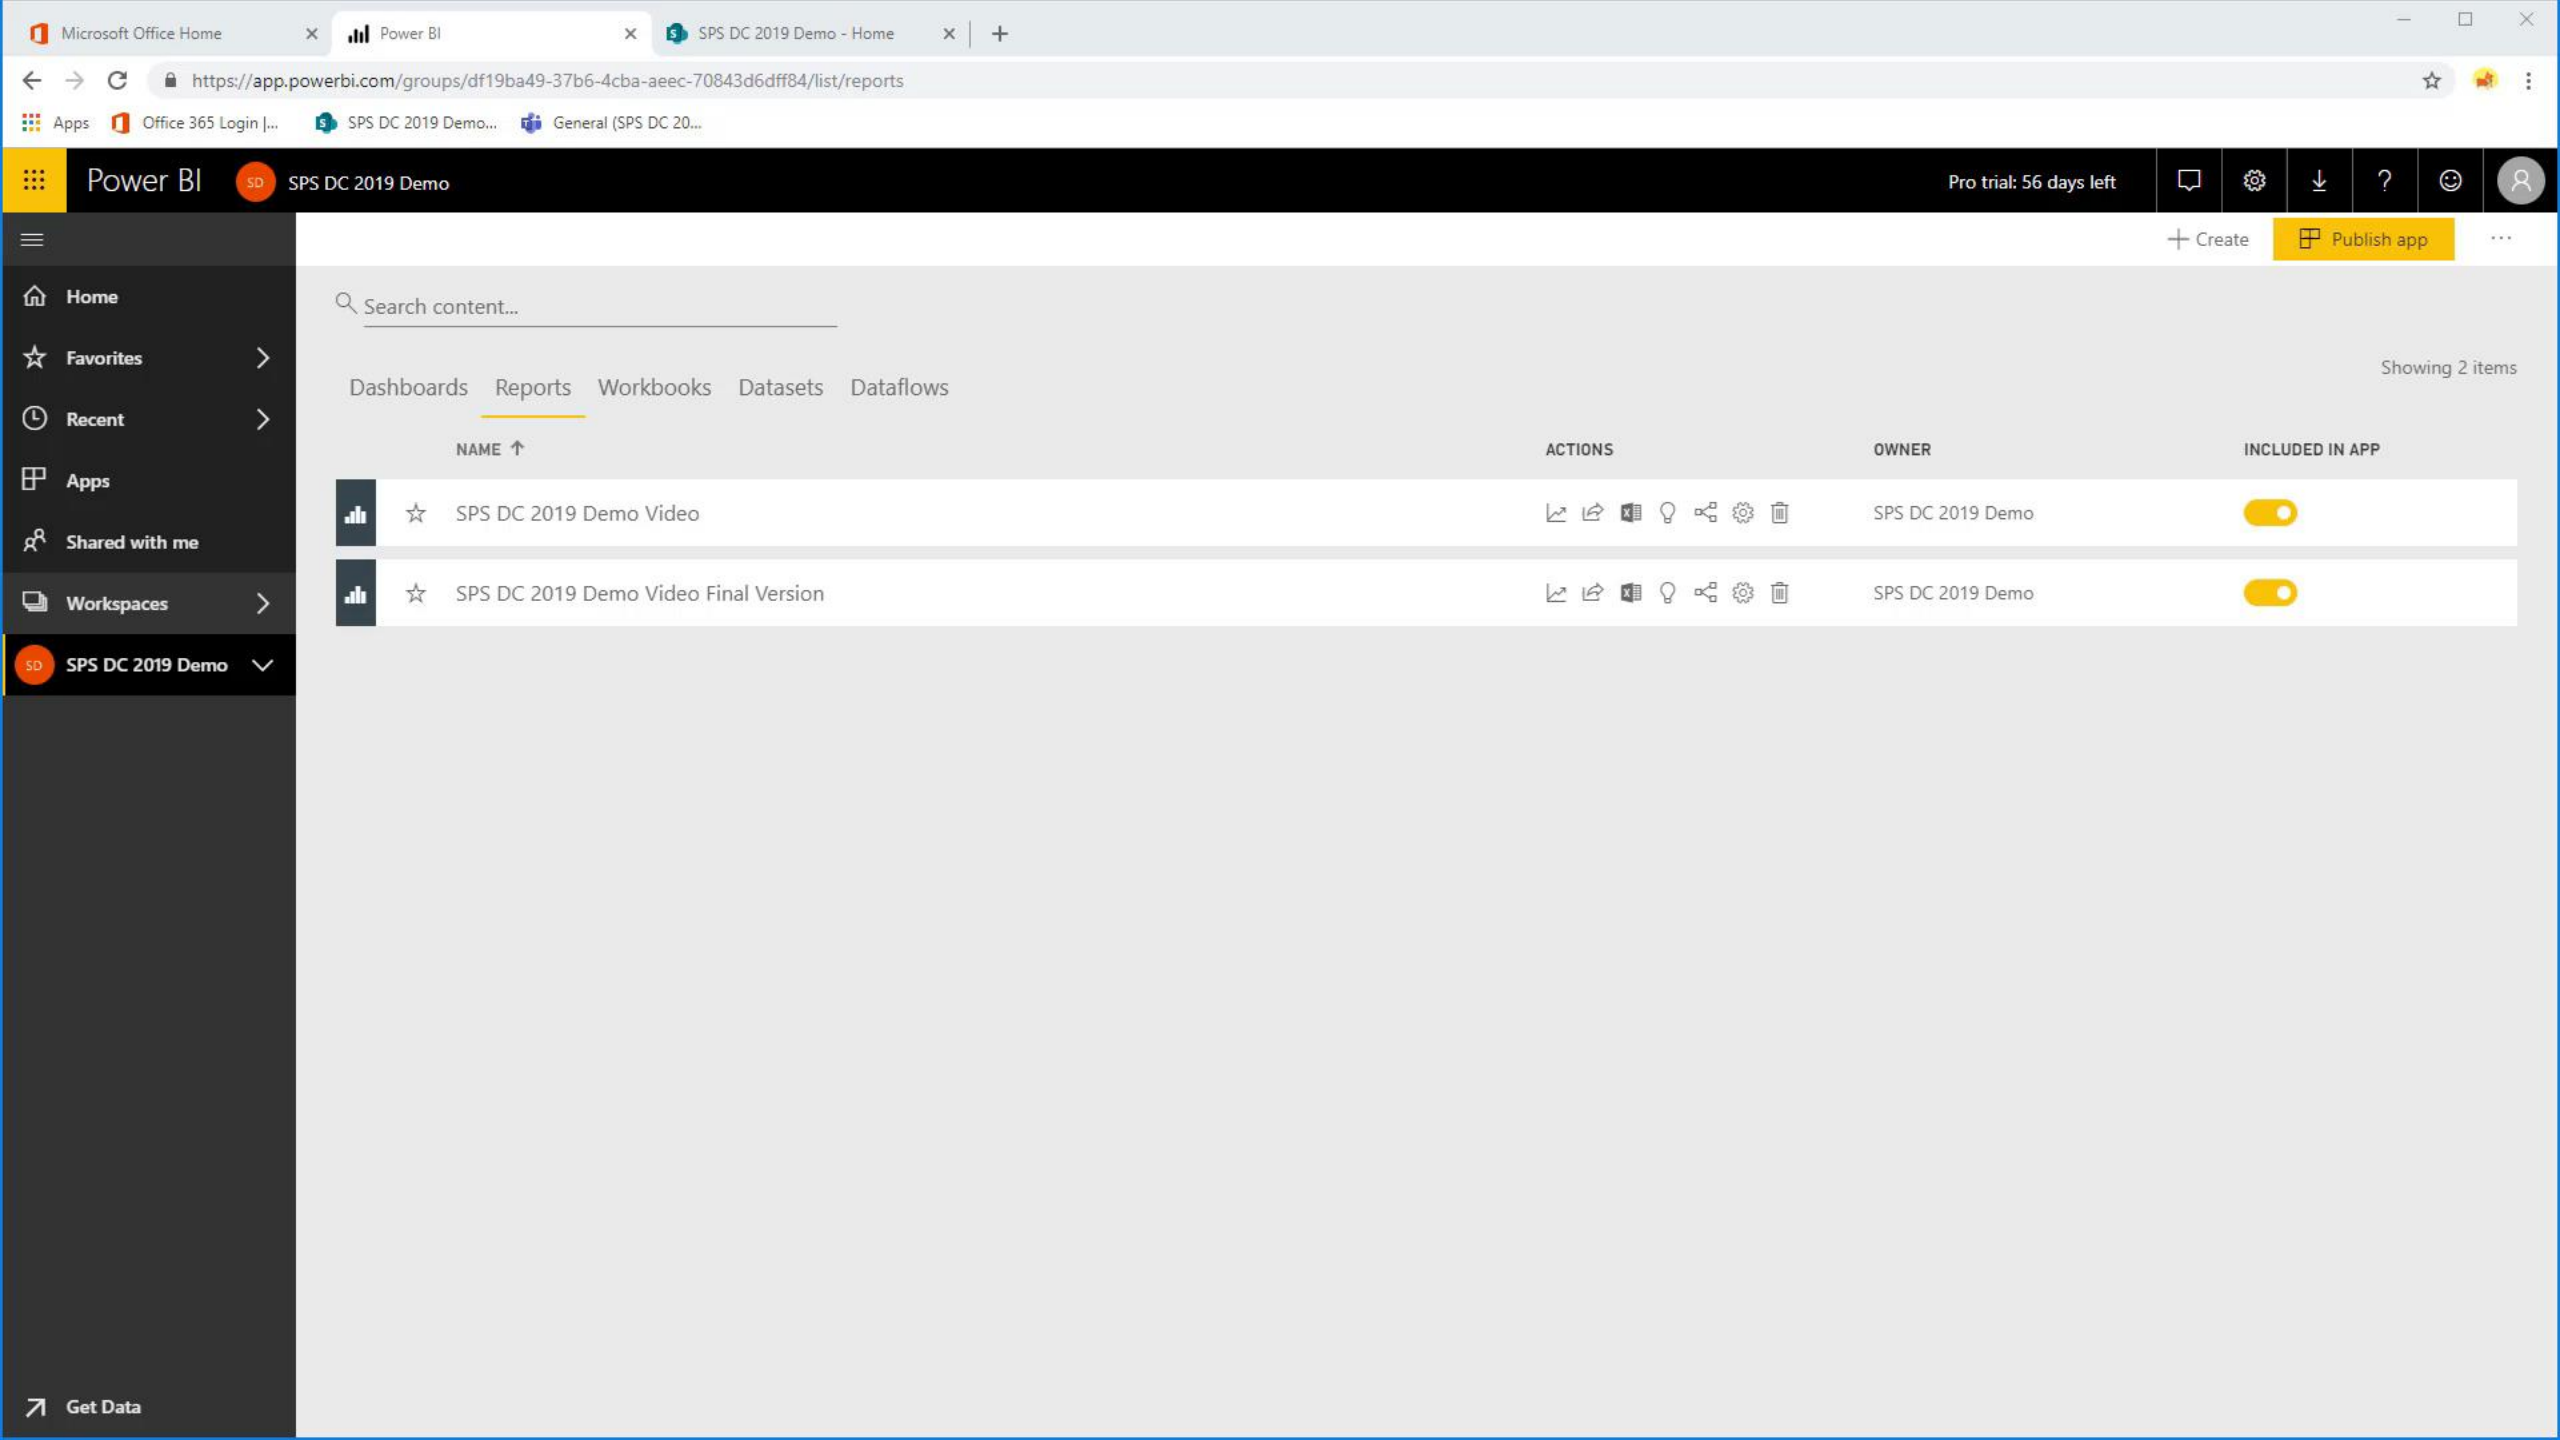 Microsoft Office Home
Power BI
SPS DC 2019 Demo - Home
https://app.powerbi.com/groups/df19ba49-37b6-4cba-aeec-70843d6dff84/list/reports
Apps
Office 365 Login |...
SPS DC 2019 Demo...
General (SPS DC 20...
Power BI
SD
SPS DC 2019 Demo
Pro trial: 56 days left
Create
Publish app
Home
Favorites
Recent
Apps
Shared with me
Workspaces
SD
SPS DC 2019 Demo
Get Data
Search content...
Showing 2 items
Dashboards Reports Workbooks Datasets Dataflows
NAME ACTIONS OWNER INCLUDED IN APP
SPS DC 2019 Demo Video SPS DC 2019 Demo
SPS DC 2019 Demo Video Final Version SPS DC 2019 Demo